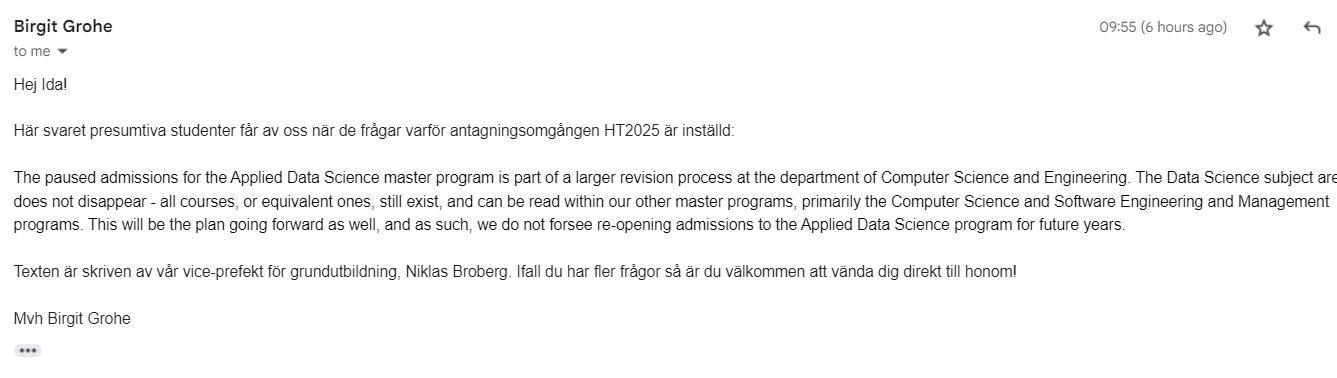 Birgit Grohe
09:55 (6 hours ago)
to me
Hej Ida!
Här svaret presumtiva studenter får av oss när de frågar varför antagningsomgången HT2025 är inställd:
The paused admissions for the Applied Data Science master program is part of a larger revision process at the department of Computer Science and Engineering. The Data Science subject are
does not disappear - all courses, or equivalent ones, still exist, and can be read within our other master programs, primarily the Computer Science and Software Engineering and Management
programs. This will be the plan going forward as well, and as such, we do not forsee re-opening admissions to the Applied Data Science program for future years.
Texten är skriven av vår vice-prefekt för grundutbildning, Niklas Broberg. Ifall du har fler frågor så är du välkommen att vända dig direkt till honom!
Mvh Birgit Grohe